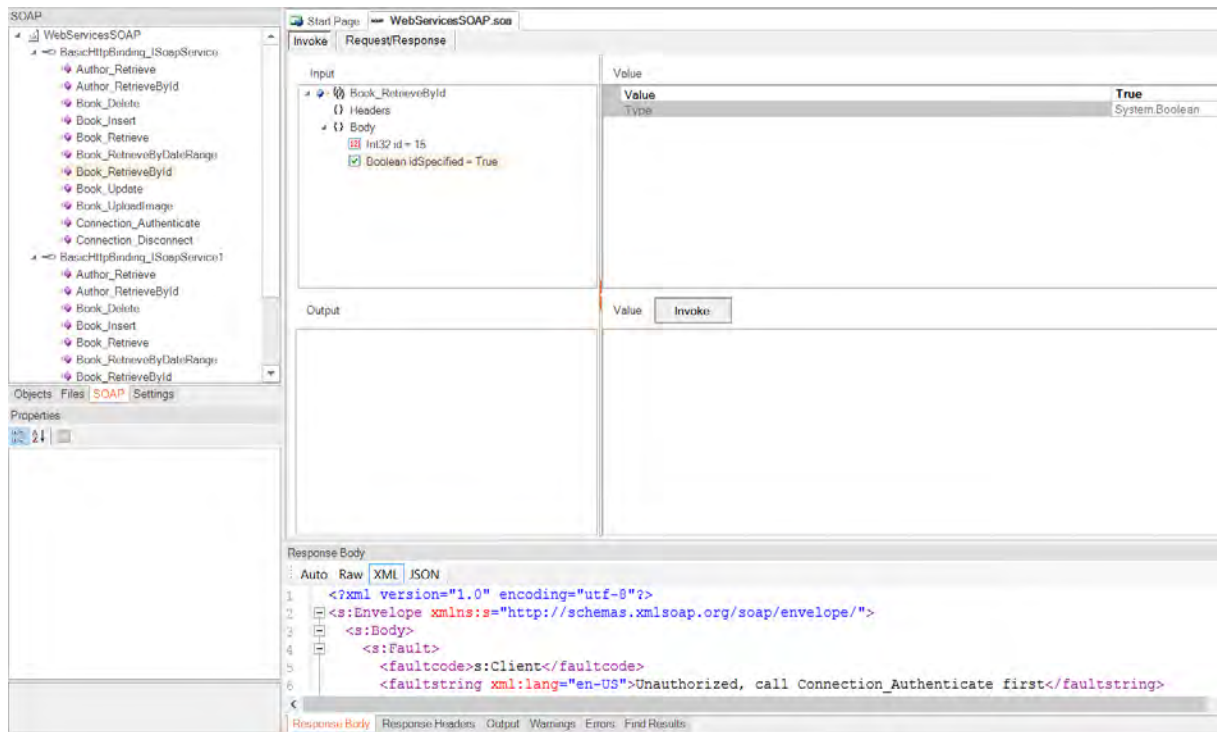 SOAP
WebServicesSOAP
BasicHttpBinding_ISoapService
Author_Retrieve
Author_RetrieveById
Book_Delete
Book_Insert
Book_Retrieve
Book_RetrieveByDateRange
Book_RetrieveById
Book_Update
Book_UploadImage
Connection_Authenticate
Connection_Disconnect
BasicHttpBinding_ISoapService1
Author_Retrieve
Author_RetrieveById
Book_Delete
Book_Insert
Book_Retrieve
Book_RetrieveByDateRange
Book_RetrieveById
Objects Files SOAP Settings
Properties
Start Page WebServicesSOAP.soa
Invoke Request/Response
Input
Book_RetrieveById
Headers
Body
Int32 id = 15
Boolean idSpecified = True
Value
Value True
Type System.Boolean
Output
Value Invoke
Response Body
Auto Raw XML JSON
1 <?xml version="1.0" encoding="utf-8"?>
2 <s:Envelope xmlns:s="http://schemas.xmlsoap.org/soap/envelope/">
3 <s:Body>
4 <s:Fault>
5 <faultcode>s:Client</faultcode>
6 <faultstring xml:lang="en-US">Unauthorized, call Connection_Authenticate first</faultstring>
Response Body Response Headers Output Warnings Errors Find Results